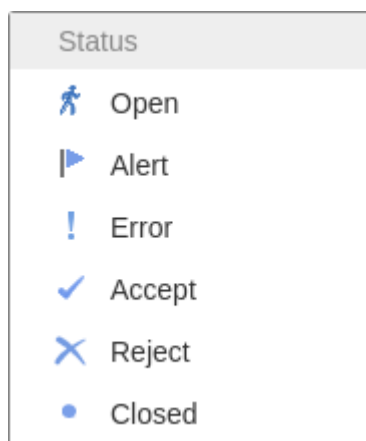 Status
Open
Alert
Error
Accept
Reject
Closed